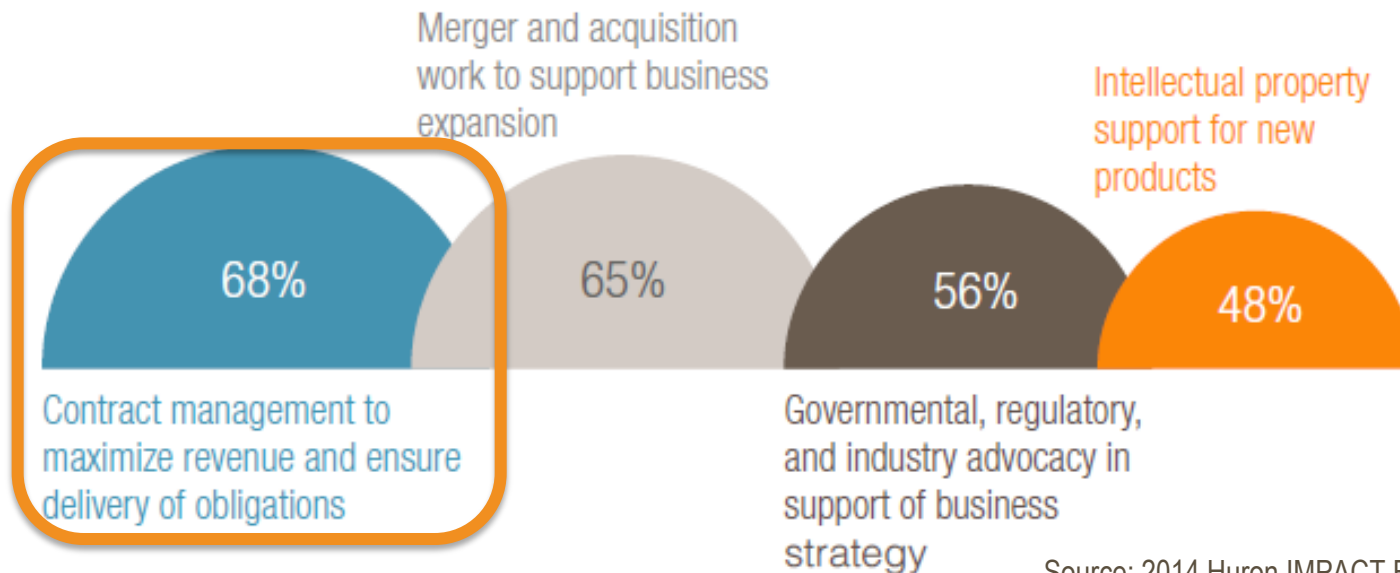 Merger and acquisition
work to support business
expansion
Intellectual property
support for new
products
68%
65%
56%
48%
Contract management to
maximize revenue and ensure
delivery of obligations
Governmental, regulatory,
and industry advocacy in
support of business
strategy
Source: 2014 Huron IMPACT